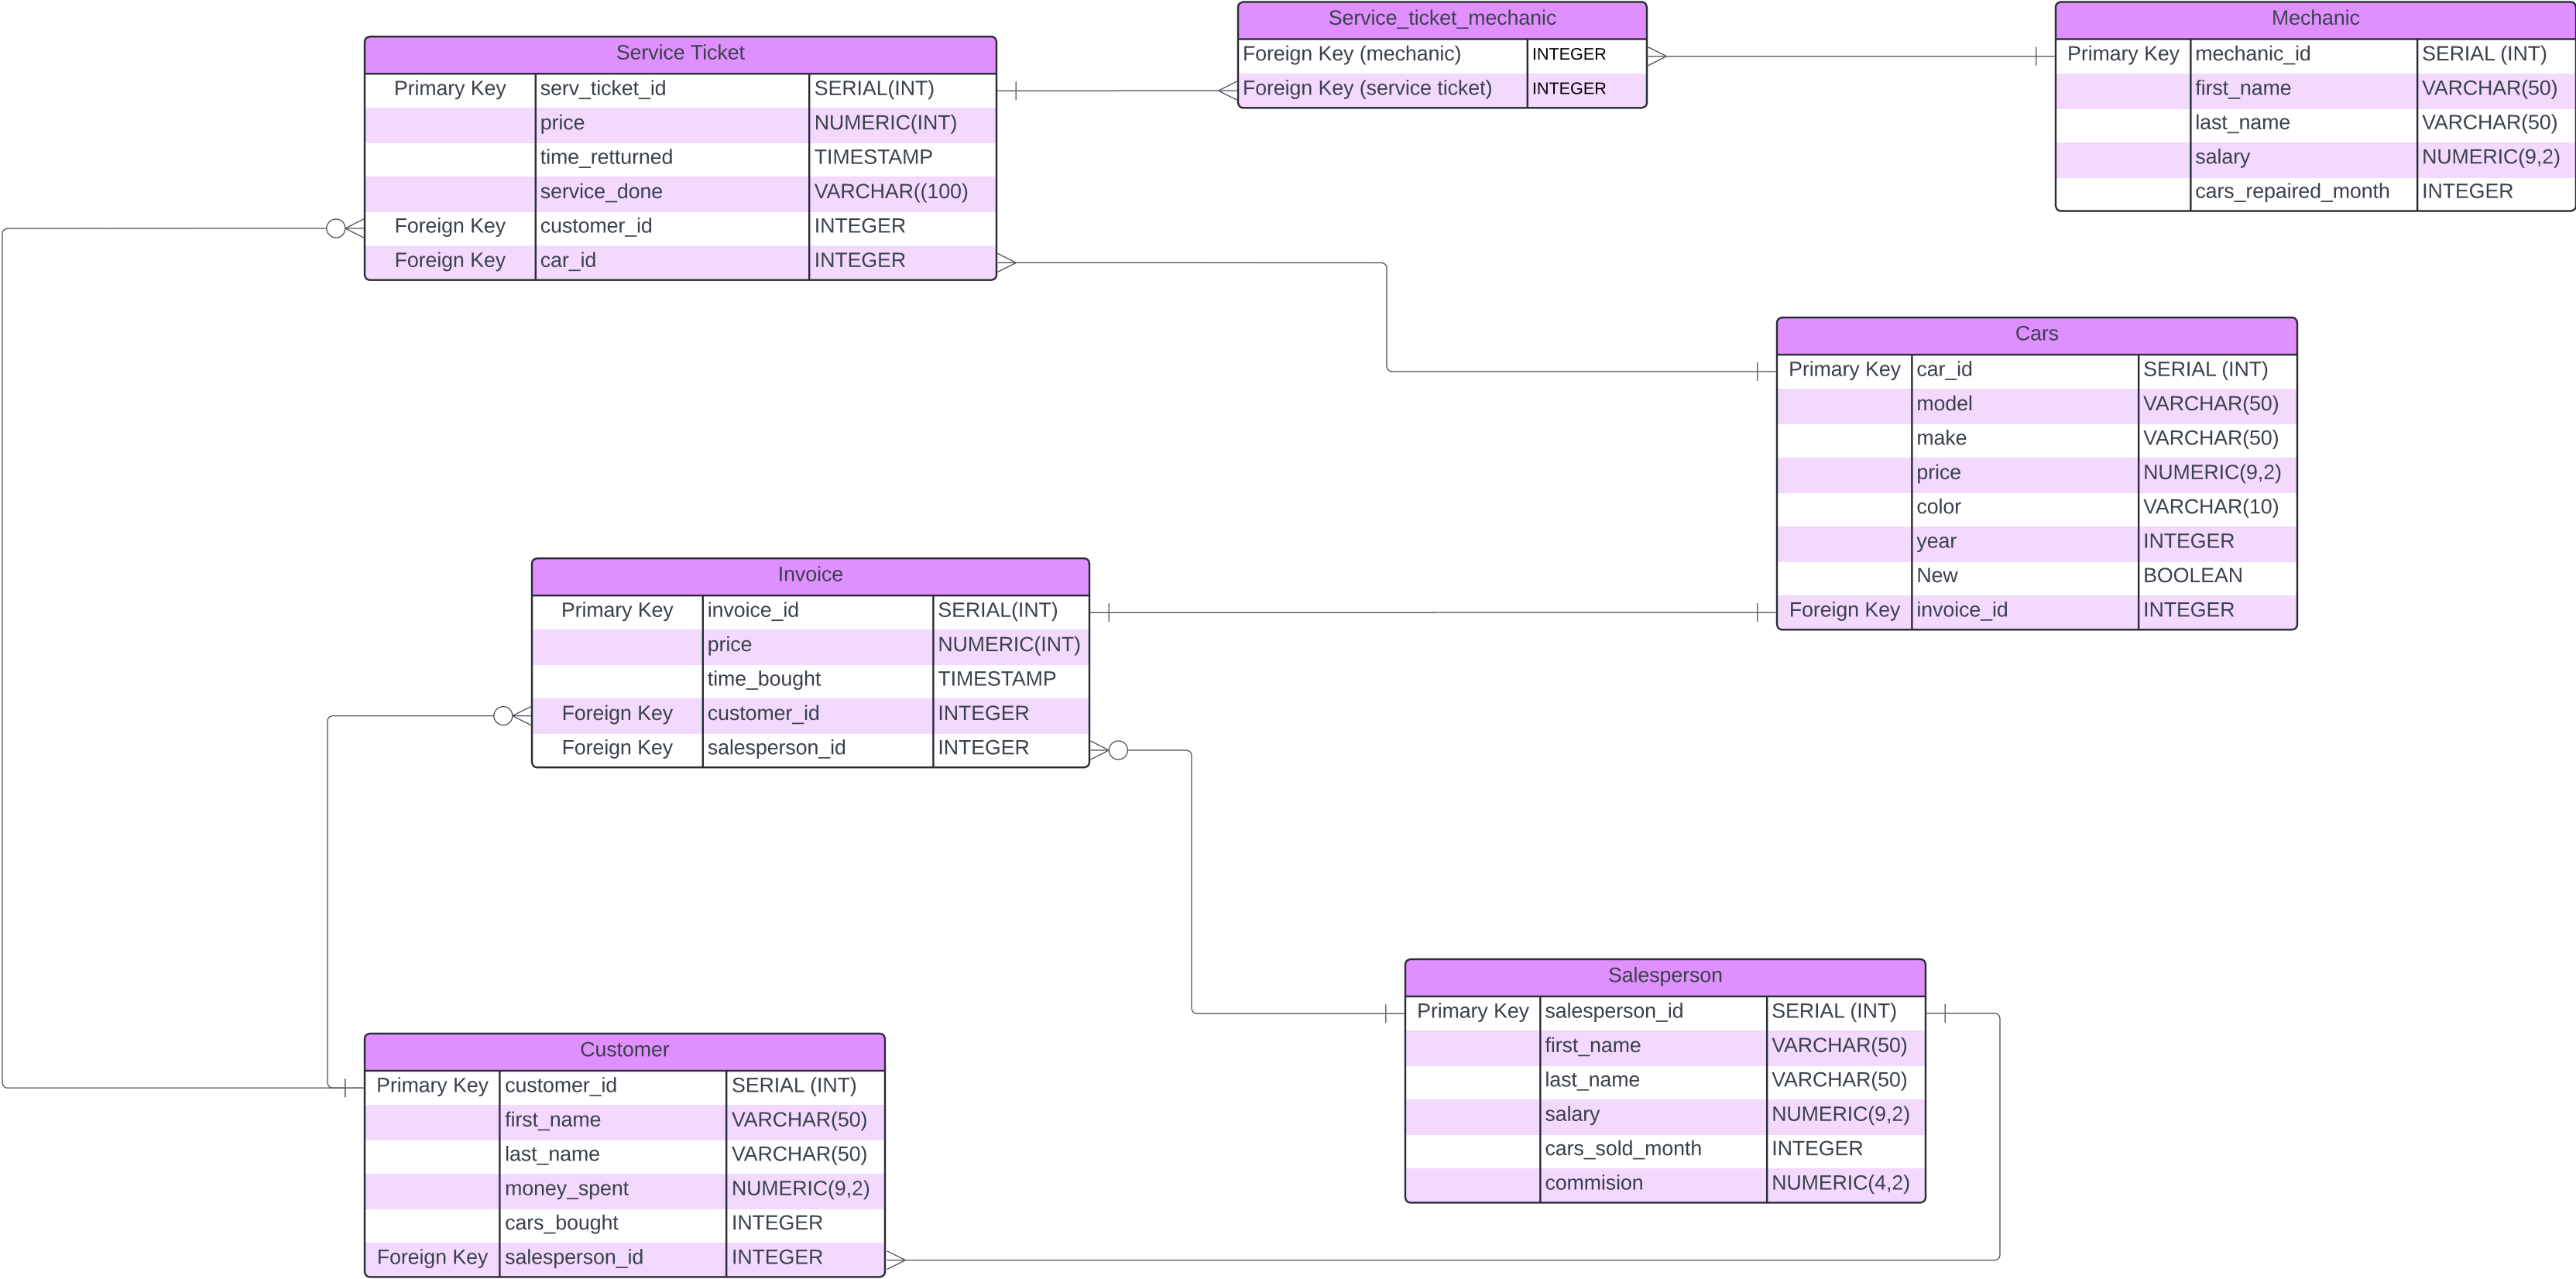 Service Ticket
Primary Key serv_ticket_id SERIAL(INT)
price NUMERIC(INT)
time_retturned TIMESTAMP
service_done VARCHAR((100)
Foreign Key customer_id INTEGER
Foreign Key car_id INTEGER
Service_ticket_mechanic
Foreign Key (mechanic) INTEGER
Foreign Key (service ticket) INTEGER
Mechanic
Primary Key mechanic_id SERIAL (INT)
first_name VARCHAR(50)
last_name VARCHAR(50)
salary NUMERIC(9,2)
cars_repaired_month INTEGER
Cars
Primary Key car_id SERIAL (INT)
model VARCHAR(50)
make VARCHAR(50)
price NUMERIC(9,2)
color VARCHAR(10)
year INTEGER
New BOOLEAN
Foreign Key invoice_id INTEGER
Invoice
Primary Key invoice_id SERIAL(INT)
price NUMERIC(INT)
time_bought TIMESTAMP
Foreign Key customer_id INTEGER
Foreign Key salesperson_id INTEGER
Salesperson
Primary Key salesperson_id SERIAL (INT)
first_name VARCHAR(50)
last_name VARCHAR(50)
salary NUMERIC(9,2)
cars_sold_month INTEGER
commision NUMERIC(4,2)
Customer
Primary Key customer_id SERIAL (INT)
first_name VARCHAR(50)
last_name VARCHAR(50)
money_spent NUMERIC(9,2)
cars_bought INTEGER
Foreign Key salesperson_id INTEGER